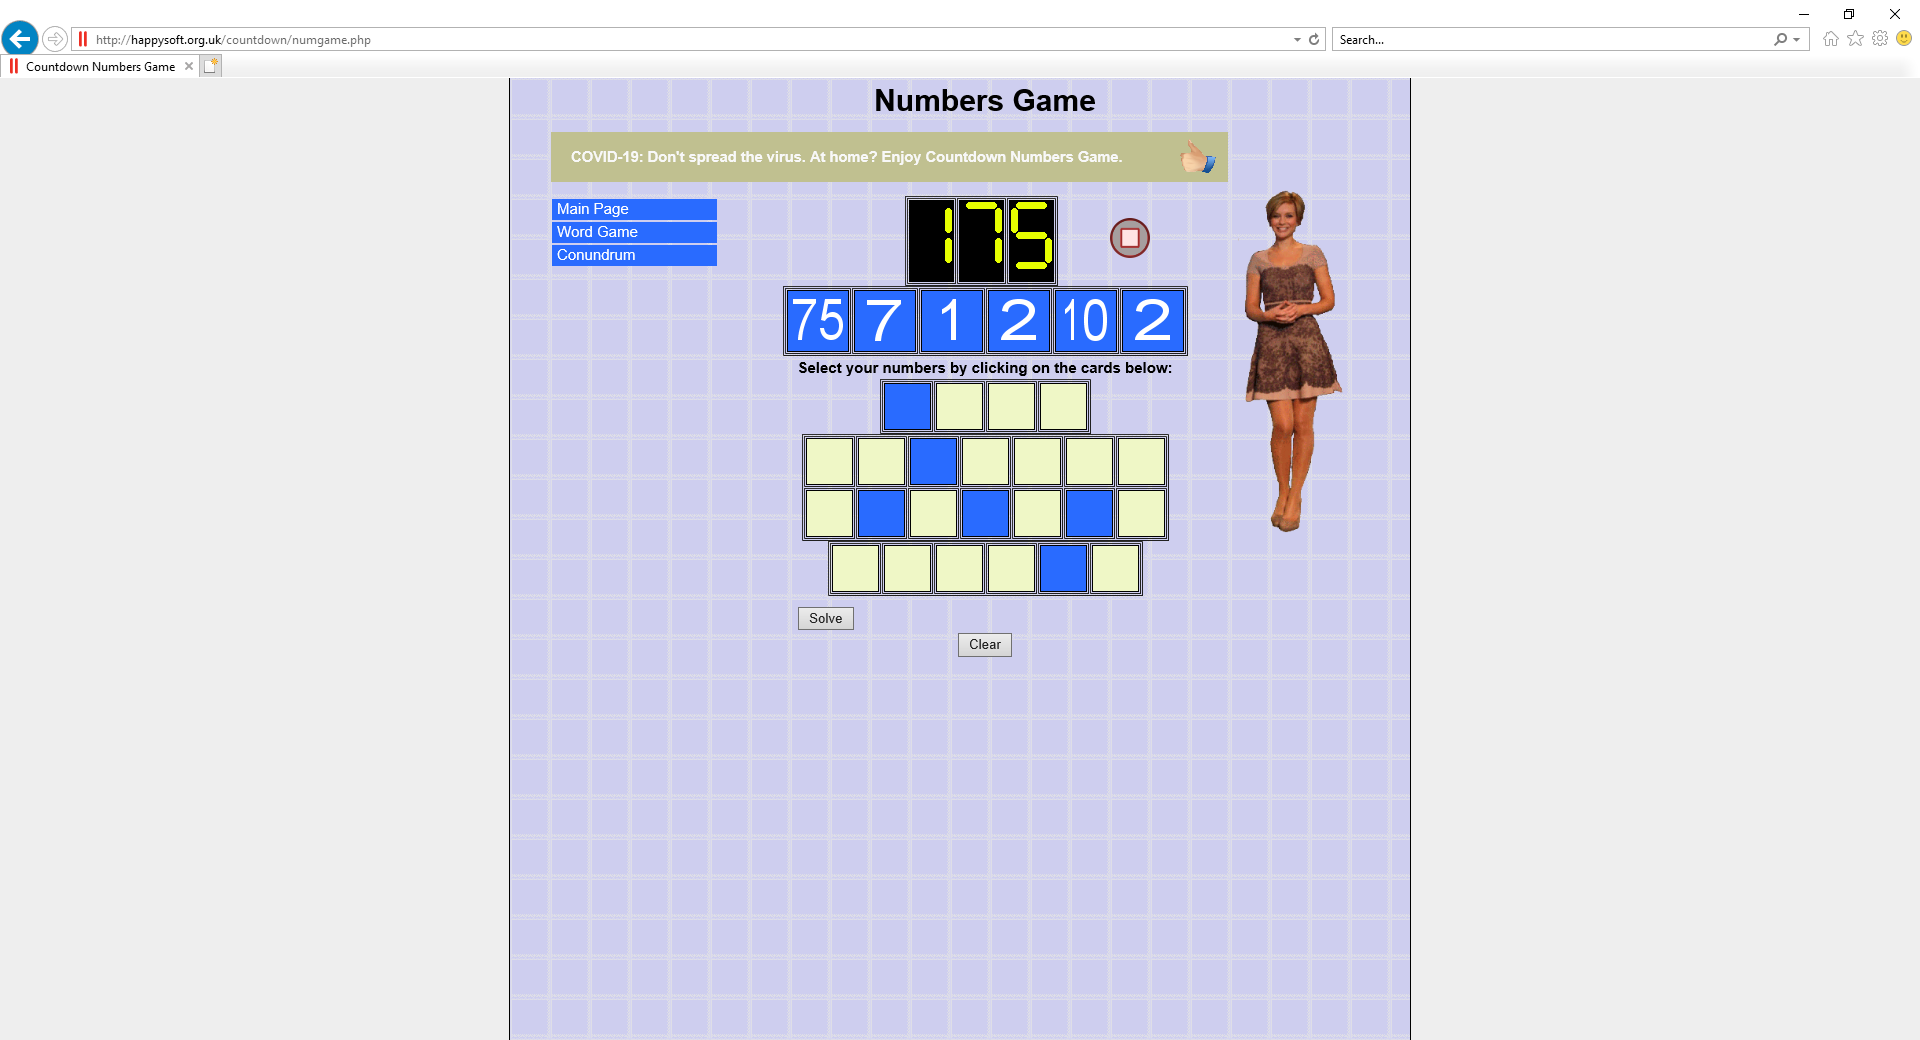 http://happysoft.org.uk/countdown/numgame.php
Search...
Countdown Numbers Game
Numbers Game
COVID-19: Don't spread the virus. At home? Enjoy Countdown Numbers Game.
Main Page
Word Game
Conundrum
175
75 7 1 2 10 2
Select your numbers by clicking on the cards below:
Solve
Clear